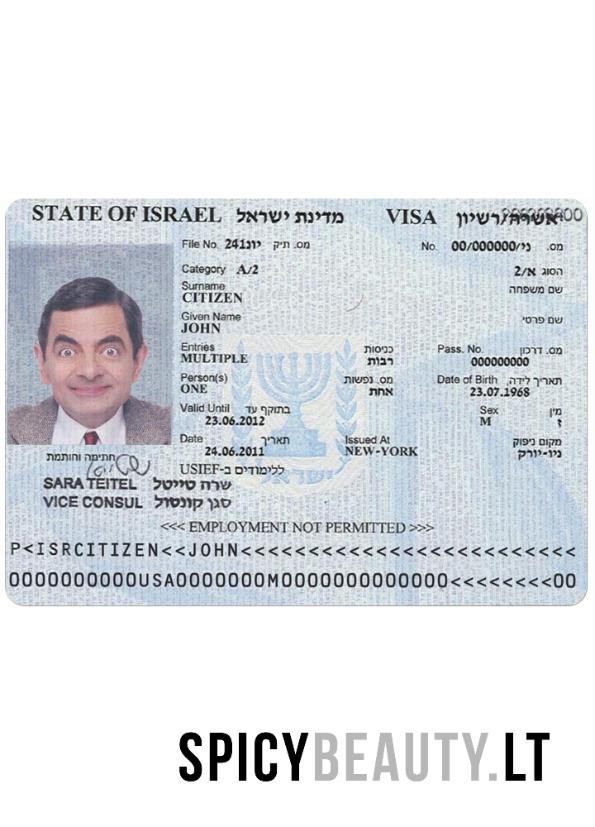 STATE OF ISRAEL מדינת ישראל VISA אשרה/רשיון
File No. 241יונ מס. תיק No. 00/000000/ני מס.
Category A/2 הסוג א/2
Surname שם משפחה
CITIZEN
Given Name שם פרטי
JOHN
Entries כניסות Pass. No. מס. דרכון
MULTIPLE רבות 000000000
Person(s) מס. נפשות Date of Birth תאריך לידה
ONE אחת 23.07.1968
Valid Until בתוקף עד Sex מין
23.06.2012 M ז
Date תאריך Issued At מקום ניפוק
24.06.2011 NEW-YORK ניו-יורק
חתימה וחותמת
ללימודים ב-USIEF
SARA TEITEL שרה טייטל
VICE CONSUL סגן קונסול
ישראל
<<< EMPLOYMENT NOT PERMITTED >>>
P<ISRCITIZEN<<JOHN<<<<<<<<<<<<<<<<<<<<<<<<<<
0000000000USA0000000M00000000000000<<<<<<<00
SPICYBEAUTY.LT